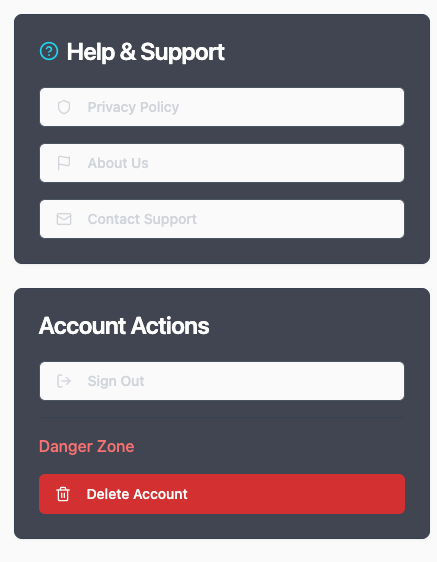 Help & Support
Privacy Policy
About Us
Contact Support
Account Actions
Sign Out
Danger Zone
Delete Account